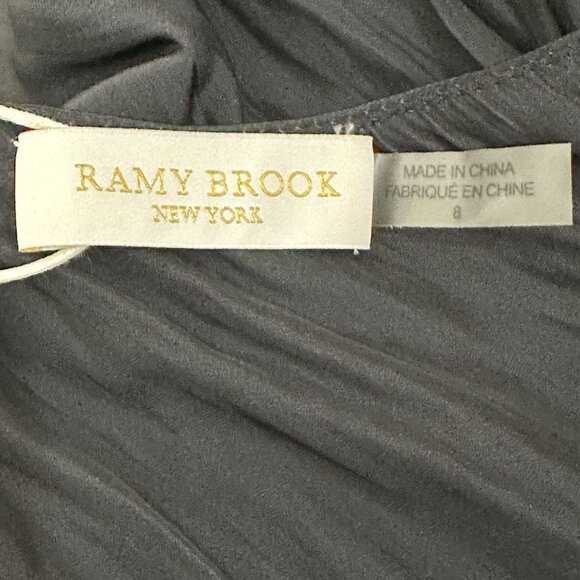 RAMY BROOK
NEW YORK
MADE IN CHINA
FABRIQUÉ EN CHINE
8